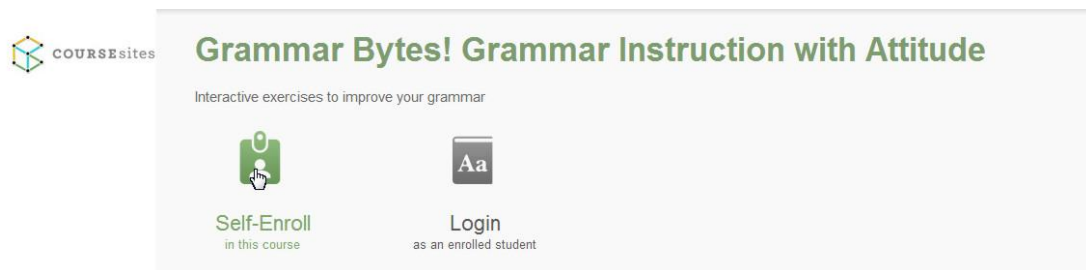 COURSEsites
Grammar Bytes! Grammar Instruction with Attitude
Interactive exercises to improve your grammar
Aa
Self-Enroll
in this course
Login
as an enrolled student